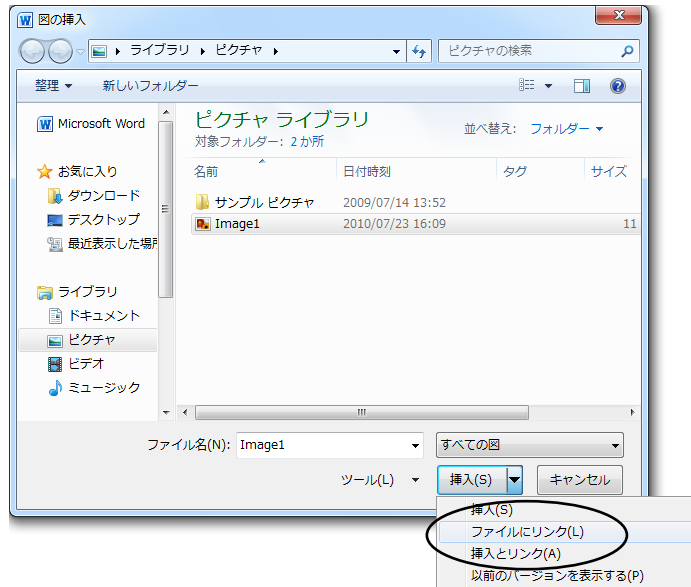 図の挿入
ライブラリ ピクチャ
ピクチャの検索
整理 新しいフォルダー
Microsoft Word
お気に入り
ダウンロード
デスクトップ
最近表示した場所
ライブラリ
ドキュメント
ピクチャ
ビデオ
ミュージック
ピクチャ ライブラリ
対象フォルダー: 2 か所
並べ替え: フォルダー
名前 日付時刻 タグ サイズ
サンプル ピクチャ 2009/07/14 13:52
Image1 2010/07/23 16:09 11
ファイル名(N): Image1 すべての図
ツール(L) 挿入(S) キャンセル
挿入(S)
ファイルにリンク(L)
挿入とリンク(A)
以前のバージョンを表示する(P)